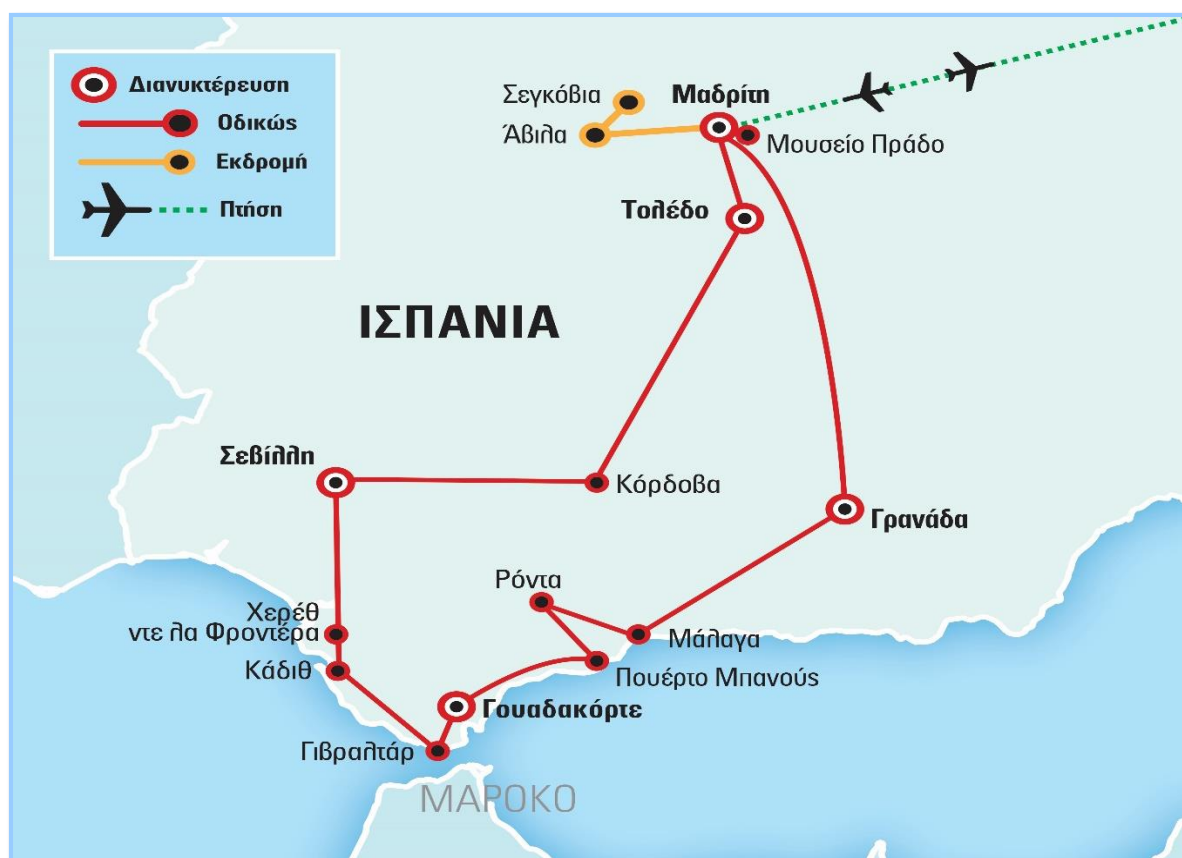 Διανυκτέρευση
Οδικώς
Εκδρομή
Πτήση
Σεγκόβια
Μαδρίτη
Άβιλα
Μουσείο Πράδο
Τολέδο
ΙΣΠΑΝΙΑ
Σεβίλλη
Κόρδοβα
Γρανάδα
Ρόντα
Χερέθ
ντε λα Φροντέρα
Μάλαγα
Κάδιθ
Πουέρτο Μπανούς
Γουαδακόρτε
Γιβραλτάρ
ΜΑΡΟΚΟ